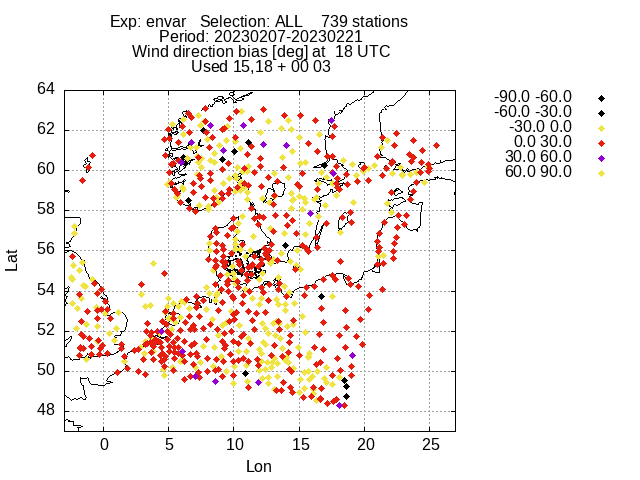 Exp: envar   Selection: ALL    739 stations
Period: 20230207-20230221
Wind direction bias [deg] at  18 UTC
Used 15,18 + 00 03
-90.0 -60.0
-60.0 -30.0
-30.0 0.0
0.0 30.0
30.0 60.0
60.0 90.0
64
62
60
58
56
54
52
50
48
Lat
0 5 10 15 20 25
Lon